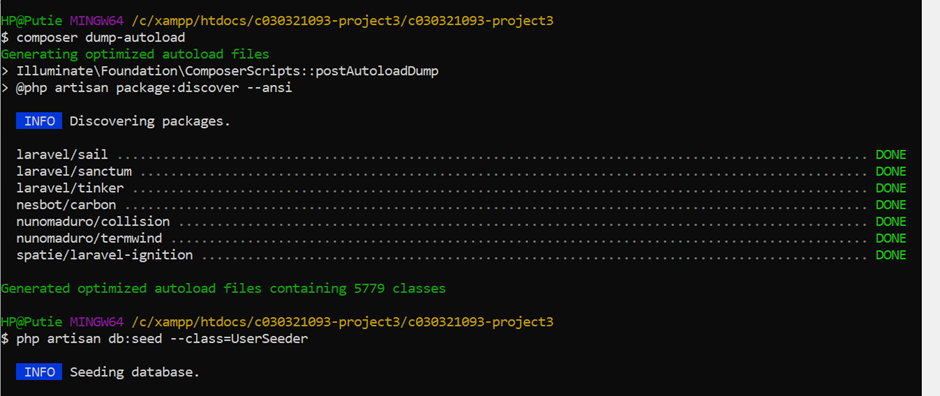 HP@Putie MINGW64 /c/xampp/htdocs/c030321093-project3/c030321093-project3
$ composer dump-autoload
Generating optimized autoload files
> Illuminate\Foundation\ComposerScripts::postAutoloadDump
> @php artisan package:discover --ansi
INFO Discovering packages.
laravel/sail ................................................................................................... DONE
laravel/sanctum ................................................................................................ DONE
laravel/tinker ................................................................................................. DONE
nesbot/carbon .................................................................................................. DONE
nunomaduro/collision ........................................................................................... DONE
nunomaduro/termwind ............................................................................................ DONE
spatie/laravel-ignition ........................................................................................ DONE
Generated optimized autoload files containing 5779 classes
HP@Putie MINGW64 /c/xampp/htdocs/c030321093-project3/c030321093-project3
$ php artisan db:seed --class=UserSeeder
INFO Seeding database.